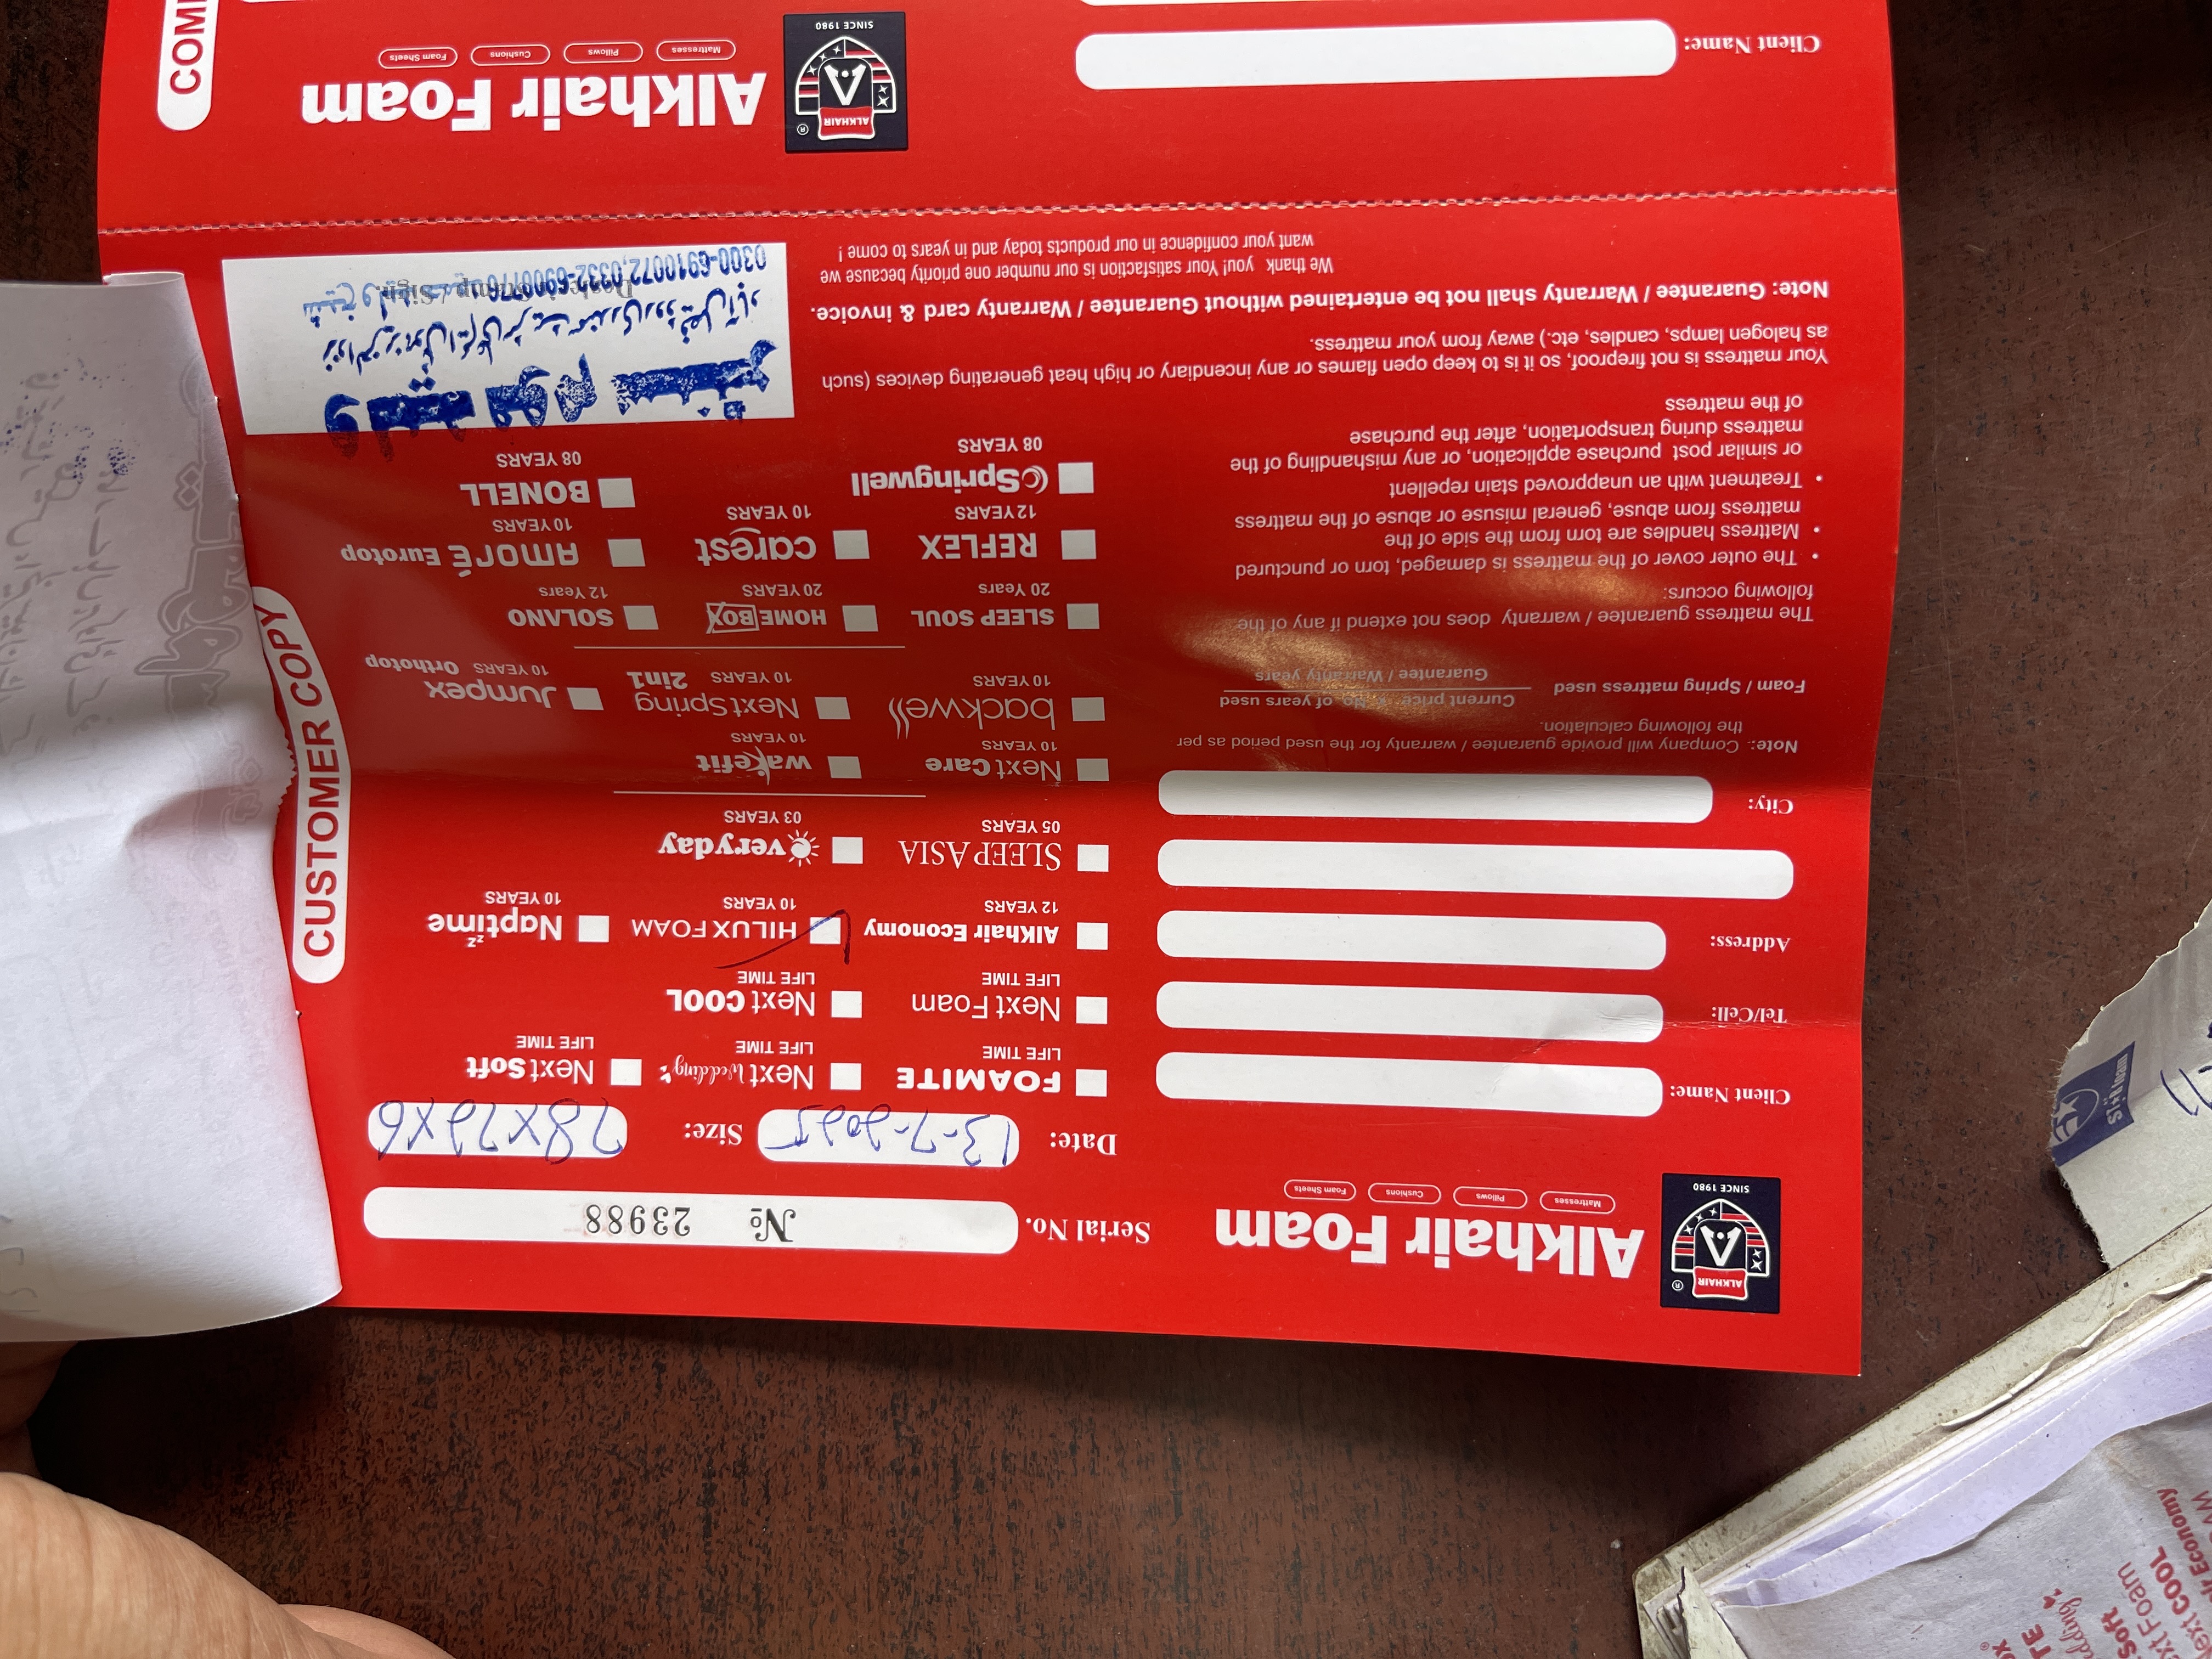 ALKHAIR
SINCE 1980
®
Alkhair Foam
Mattresses
Pillows
Cushions
Foam Sheets
Serial No.
№ 23988
Date: 13-7-2025
Size: 78x72x6
Client Name:
Tel/Cell:
Address:
City:
FOAMITE
LIFE TIME
Next Wedding
LIFE TIME
Next Soft
LIFE TIME
Next Foam
LIFE TIME
Next COOL
LIFE TIME
AlKhair Economy
12 YEARS
HILUX FOAM
10 YEARS
Naptime
10 YEARS
SLEEP ASIA
05 YEARS
veryday
03 YEARS
Next Care
10 YEARS
wakefit
10 YEARS
backwell
10 YEARS
Next Spring
10 YEARS 2in1
Jumpex
10 YEARS Orthotop
SLEEP SOUL
20 Years
HOMEBOX
20 YEARS
SOLANO
12 Years
REFLEX
12 YEARS
carest
10 YEARS
AMORÉ Eurotop
10 YEARS
Springwell
08 YEARS
BONELL
08 YEARS
CUSTOMER COPY
Note: Company will provide guarantee / warranty for the used period as per
the following calculation.
Foam / Spring mattress used
Current price x No. of years used
Guarantee / Warranty years
The mattress guarantee / warranty does not extend if any of the
following occurs:
• The outer cover of the mattress is damaged, torn or punctured
• Mattress handles are torn from the side of the
mattress from abuse, general misuse or abuse of the mattress
• Treatment with an unapproved stain repellent
or similar post purchase application, or any mishandling of the
mattress during transportation, after the purchase
of the mattress
Your mattress is not fireproof, so it is to keep open flames or any incendiary or high heat generating devices (such
as halogen lamps, candles, etc.) away from your mattress.
Note: Guarantee / Warranty shall not be entertained without Guarantee / Warranty card & invoice.
We thank you! Your satisfaction is our number one priority because we
want your confidence in our products today and in years to come !
0300-6910072, 0332-6900770
Client Name:
ALKHAIR
SINCE 1980
®
Alkhair Foam
Mattresses
Pillows
Cushions
Foam Sheets
COM
Star foam
Economy
COOL
Foam
Soft